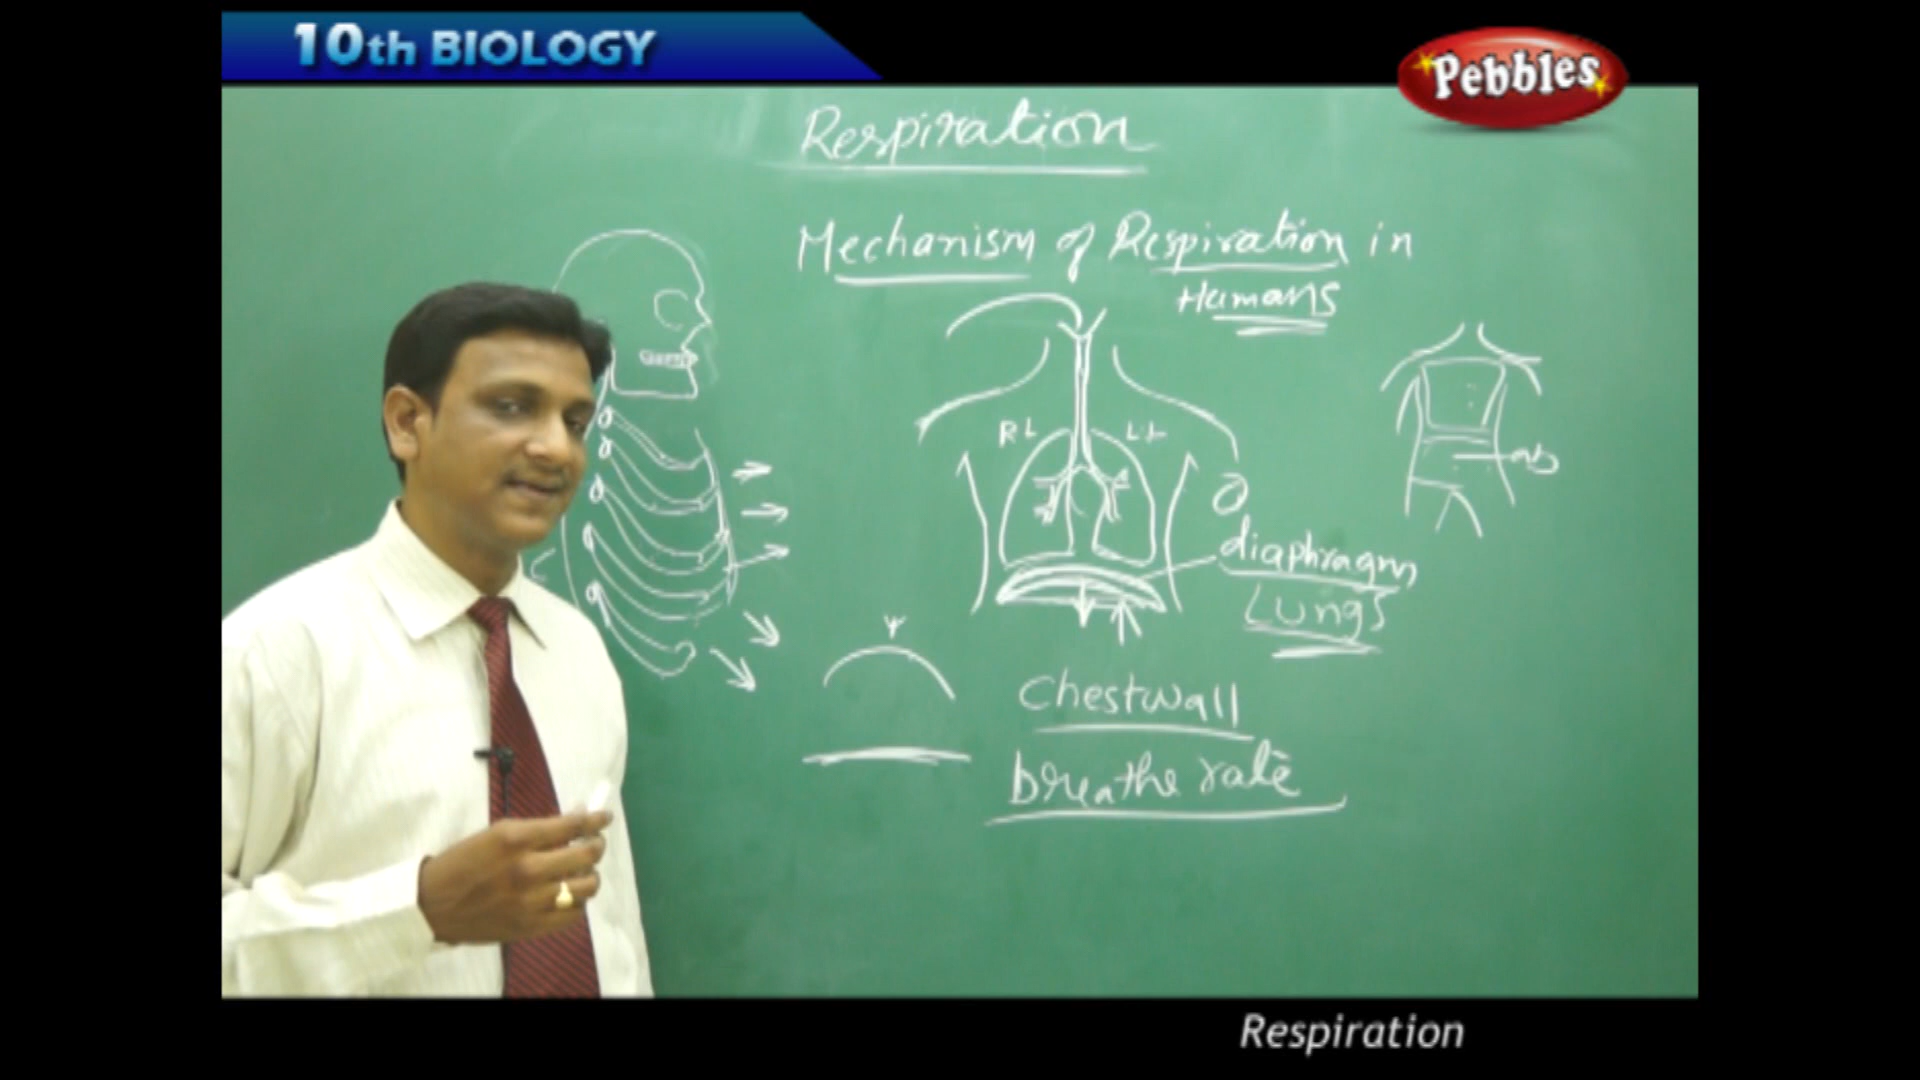 10th BIOLOGY
Pebbles
Respiration
Mechanism of Respiration in
Humans
RL
LL
diaphragm
Lungs
Chestwall
breathe rate
Respiration